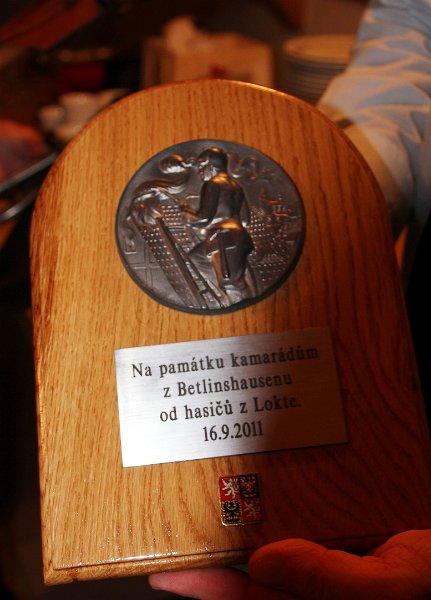 Na památku kamarádům
z Betlinshausenu
od hasičů z Lokte.
16.9.2011